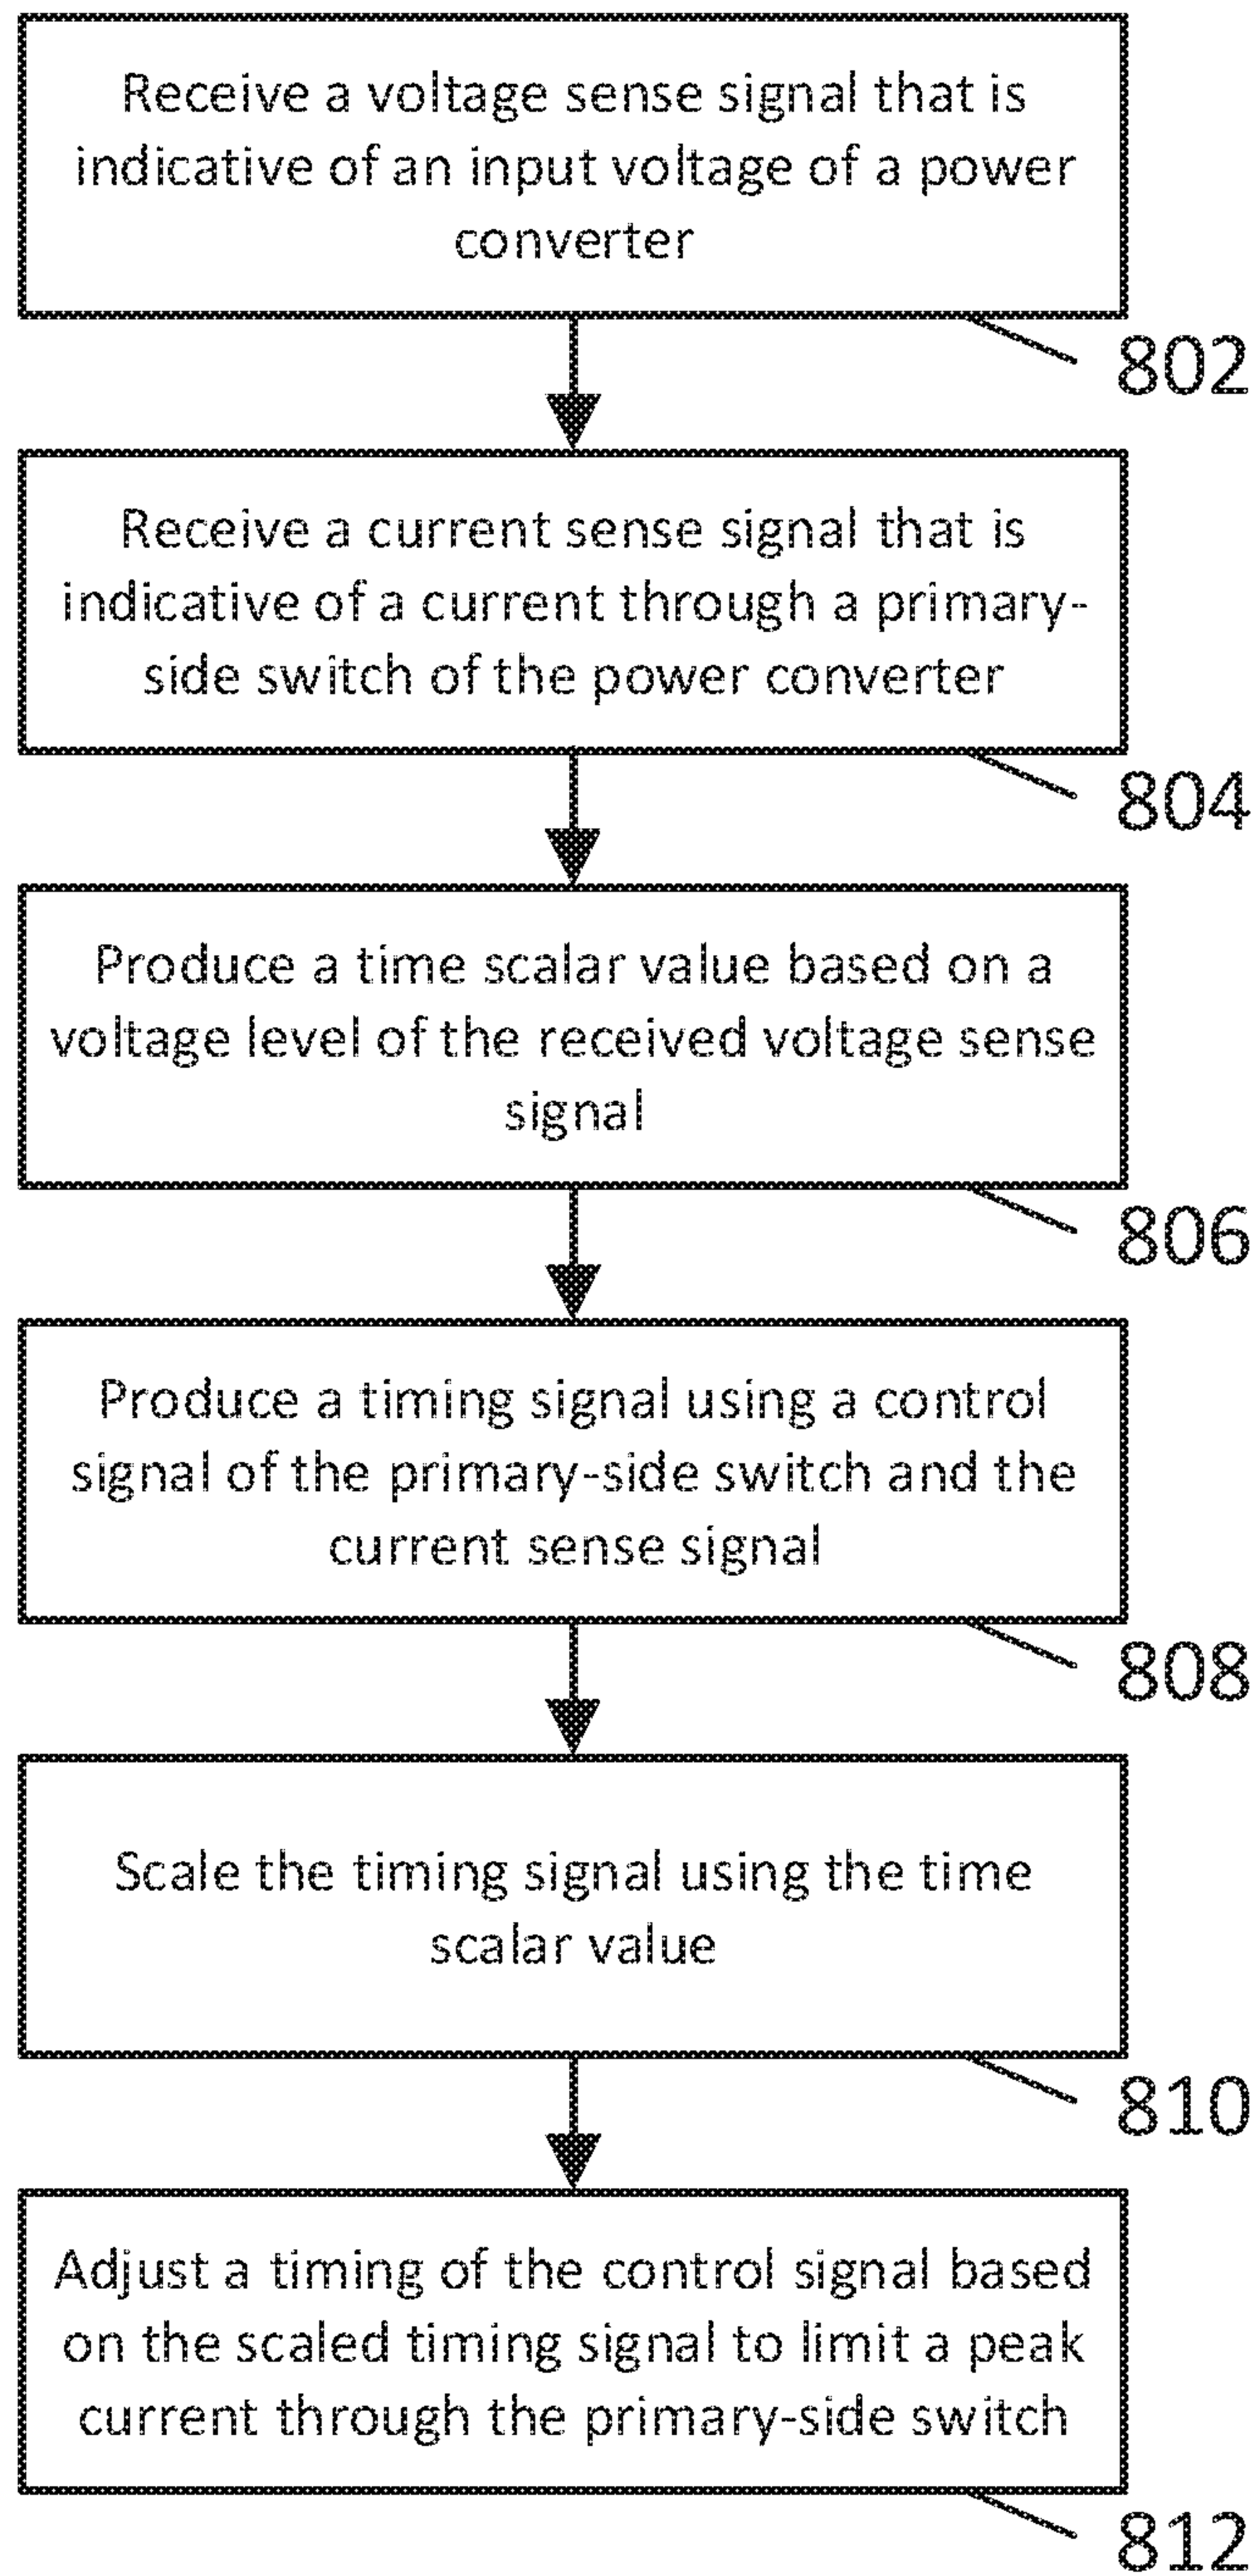 Receive a voltage sense signal that is
indicative of an input voltage of a power
converter
802
Receive a current sense signal that is
indicative of a current through a primary-
side switch of the power converter
804
Produce a time scalar value based on a
voltage level of the received voltage sense
signal
806
Produce a timing signal using a control
signal of the primary-side switch and the
current sense signal
808
Scale the timing signal using the time
scalar value
810
Adjust a timing of the control signal based
on the scaled timing signal to limit a peak
current through the primary-side switch
812